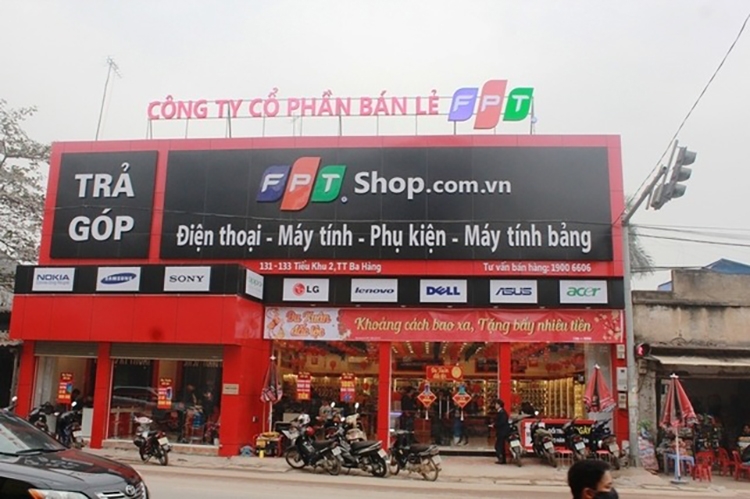 CÔNG TY CỔ PHẦN BÁN LẺ FPT
TRẢ GÓP
FPT Shop.com.vn
Điện thoại - Máy tính - Phụ kiện - Máy tính bảng
131-133 Tiểu Khu 2,TT Ba Hàng
Tư vấn bán hàng: 1900 6606
NOKIA
SAMSUNG
SONY
LG
lenovo
DELL
ASUS
acer
Du Xuân
Khoảng cách bao xa, Tặng bấy nhiêu tiền